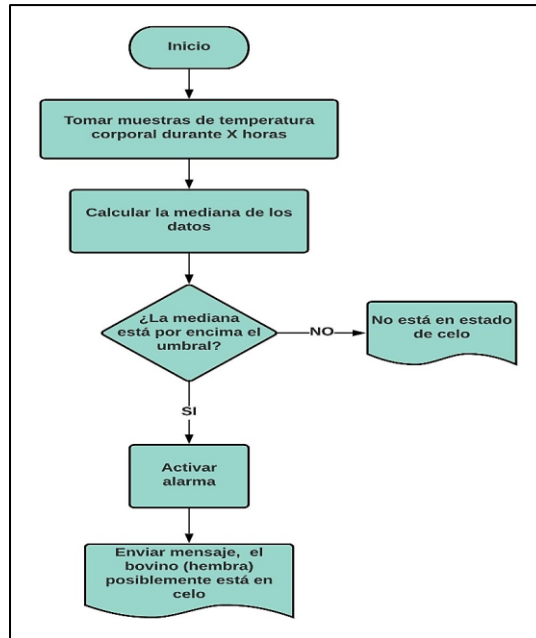 Inicio
Tomar muestras de temperatura
corporal durante X horas
Calcular la mediana de los
datos
¿La mediana
está por encima el
umbral?
NO
No está en estado
de celo
SI
Activar
alarma
Enviar mensaje, el
bovino (hembra)
posiblemente está en
celo